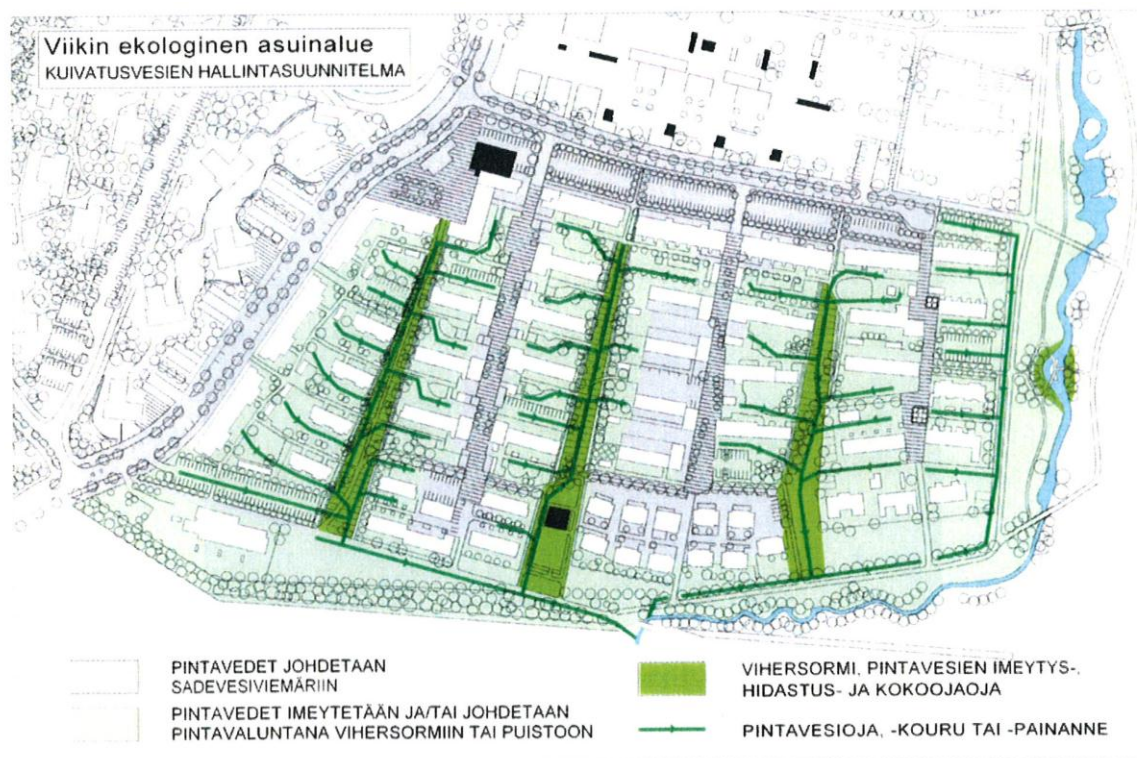 Viikin ekologinen asuinalue
KUIVATUSVESIEN HALLINTASUUNNITELMA
PINTAVEDET JOHDETAAN
SADEVESIVIEMÄRIIN
PINTAVEDET IMEYTETÄÄN JA/TAI JOHDETAAN
PINTAVALUNTANA VIHERSORMIIN TAI PUISTOON
VIHERSORMI, PINTAVESIEN IMEYTYS-,
HIDASTUS- JA KOKOOJAOJA
PINTAVESIOJA, -KOURU TAI -PAINANNE